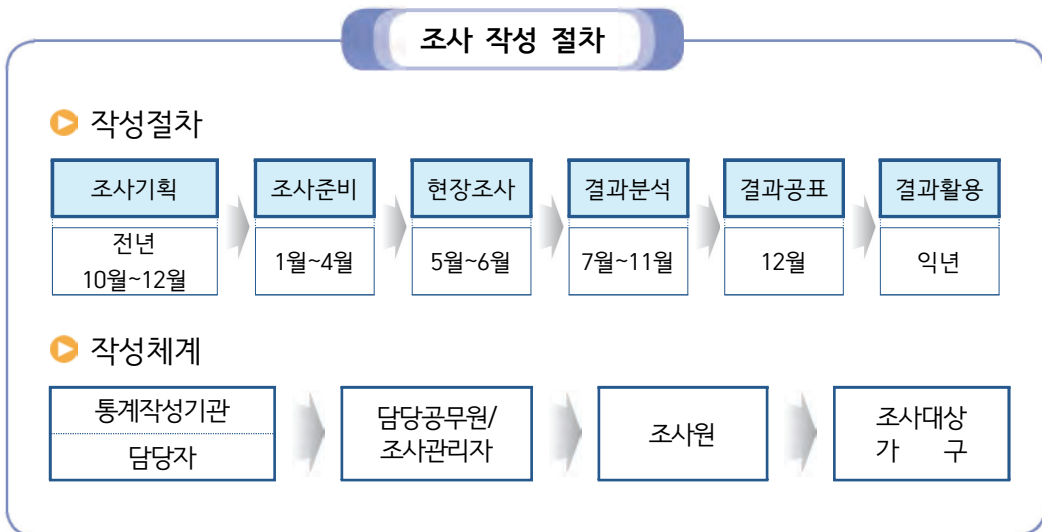 조사 작성 절차
작성절차
조사기획
조사준비
현장조사
결과분석
결과공표
결과활용
전년
10월~12월
1월~4월
5월~6월
7월~11월
12월
익년
작성체계
통계작성기관
담당자
담당공무원/
조사관리자
조사원
조사대상
가 구